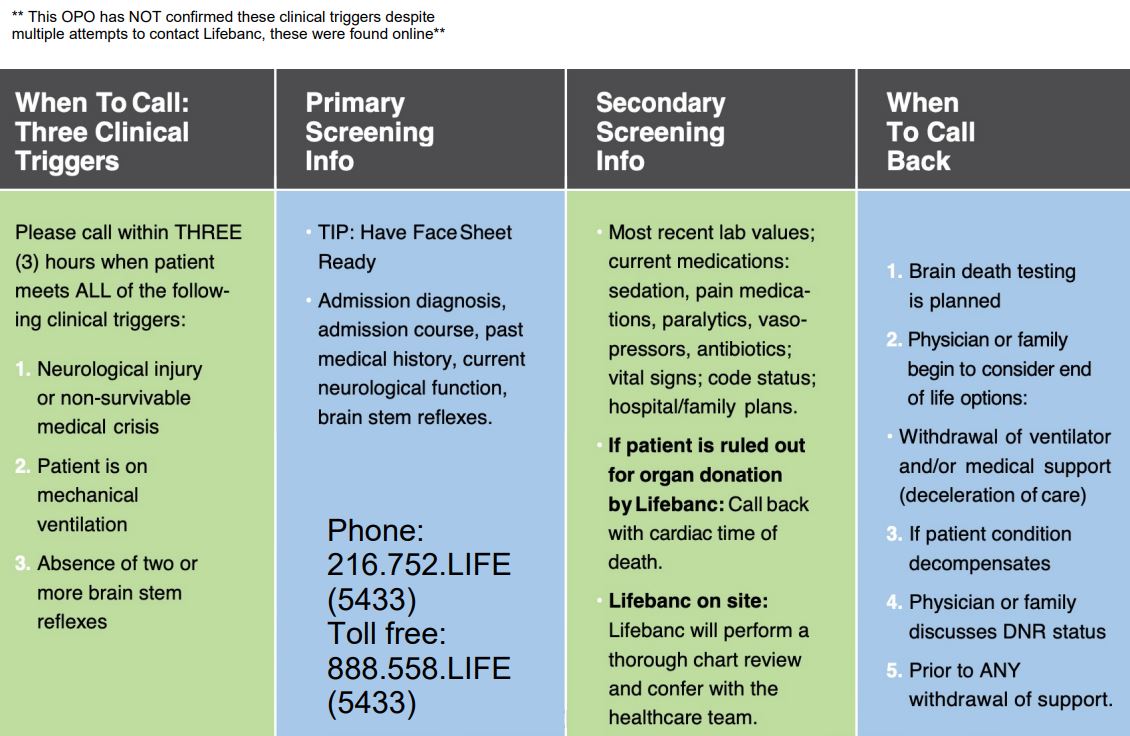 ** This OPO has NOT confirmed these clinical triggers despite
multiple attempts to contact Lifebanc, these were found online**
When To Call:
Three Clinical
Triggers
Please call within THREE
(3) hours when patient
meets ALL of the follow-
ing clinical triggers:
1. Neurological injury
or non-survivable
medical crisis
2. Patient is on
mechanical
ventilation
3. Absence of two or
more brain stem
reflexes
Primary
Screening
Info
• TIP: Have Face Sheet
Ready
• Admission diagnosis,
admission course, past
medical history, current
neurological function,
brain stem reflexes.
Phone:
216.752.LIFE
(5433)
Toll free:
888.558.LIFE
(5433)
Secondary
Screening
Info
• Most recent lab values;
current medications:
sedation, pain medica-
tions, paralytics, vaso-
pressors, antibiotics;
vital signs; code status;
hospital/family plans.
• If patient is ruled out
for organ donation
by Lifebanc: Call back
with cardiac time of
death.
• Lifebanc on site:
Lifebanc will perform a
thorough chart review
and confer with the
healthcare team.
When
To Call
Back
1. Brain death testing
is planned
2. Physician or family
begin to consider end
of life options:
• Withdrawal of ventilator
and/or medical support
(deceleration of care)
3. If patient condition
decompensates
4. Physician or family
discusses DNR status
5. Prior to ANY
withdrawal of support.